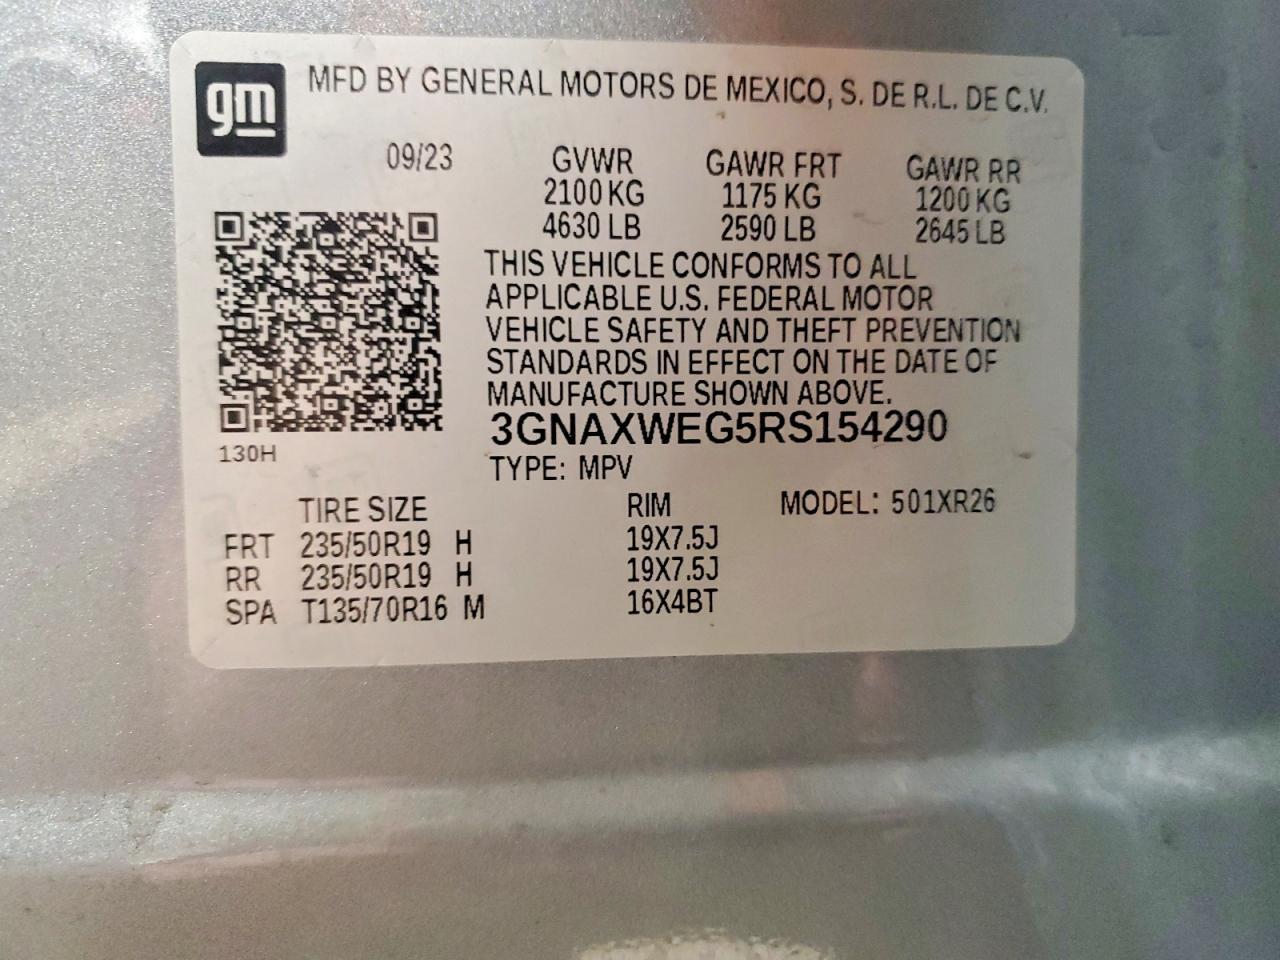 gm
MFD BY GENERAL MOTORS DE MEXICO, S. DE R.L. DE C.V.
09/23 GVWR GAWR FRT GAWR RR
2100 KG 1175 KG 1200 KG
4630 LB 2590 LB 2645 LB
THIS VEHICLE CONFORMS TO ALL
APPLICABLE U.S. FEDERAL MOTOR
VEHICLE SAFETY AND THEFT PREVENTION
STANDARDS IN EFFECT ON THE DATE OF
MANUFACTURE SHOWN ABOVE.
3GNAXWEG5RS154290
130H
TYPE: MPV
TIRE SIZE RIM MODEL: 501XR26
FRT 235/50R19 H 19X7.5J
RR 235/50R19 H 19X7.5J
SPA T135/70R16 M 16X4BT